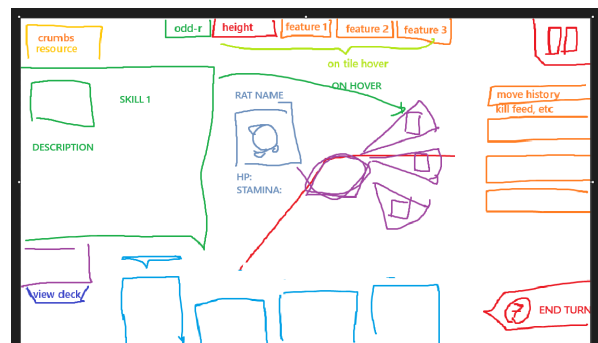 crumbs
resource
odd-r
height
feature 1
feature 2
feature 3
on tile hover
ON HOVER
SKILL 1
DESCRIPTION
RAT NAME
HP:
STAMINA:
move history
kill feed, etc
view deck
7
END TURN